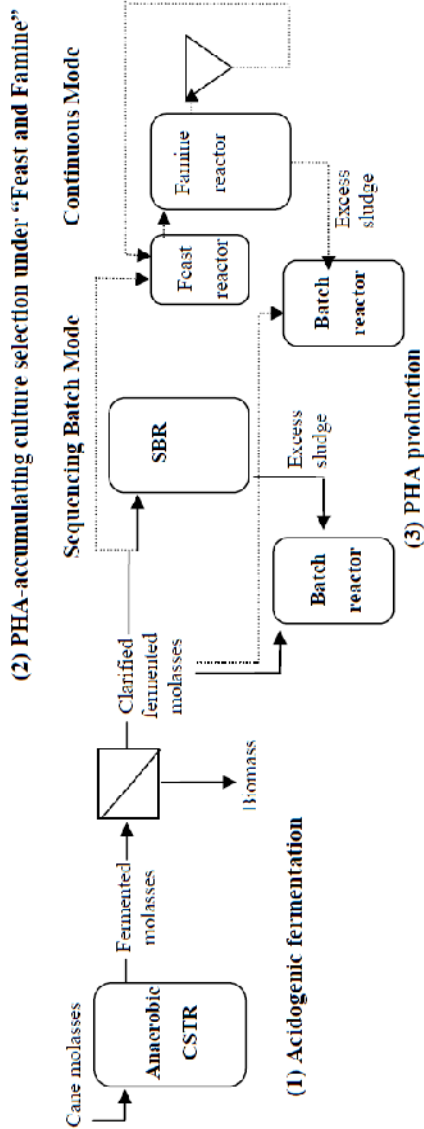 (2) PHA-accumulating culture selection under “Feast and Famine”
Sequencing Batch Mode
Continuous Mode
Cane molasses
Anaerobic
CSTR
Fermented
molasses
Biomass
Clarified
fermented
molasses
SBR
Feast
reactor
Famine
reactor
Excess
sludge
Excess
sludge
Batch
reactor
Batch
reactor
(1) Acidogenic fermentation
(3) PHA production